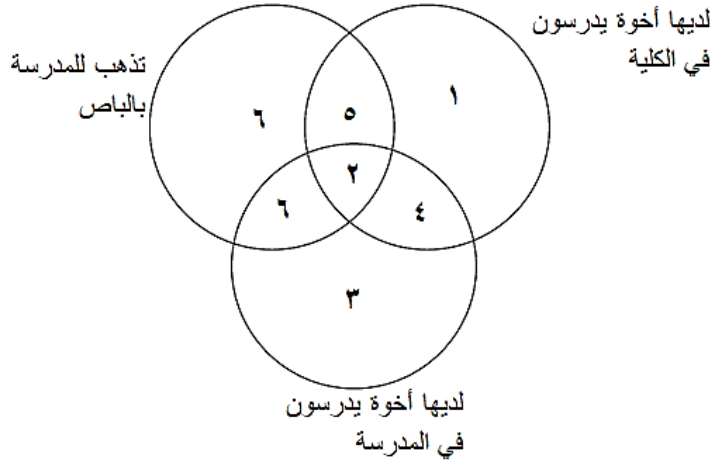 لديها أخوة يدرسون
في الكلية
تذهب للمدرسة
بالباص
٦
٥
١
٢
٦
٤
٣
لديها أخوة يدرسون
في المدرسة